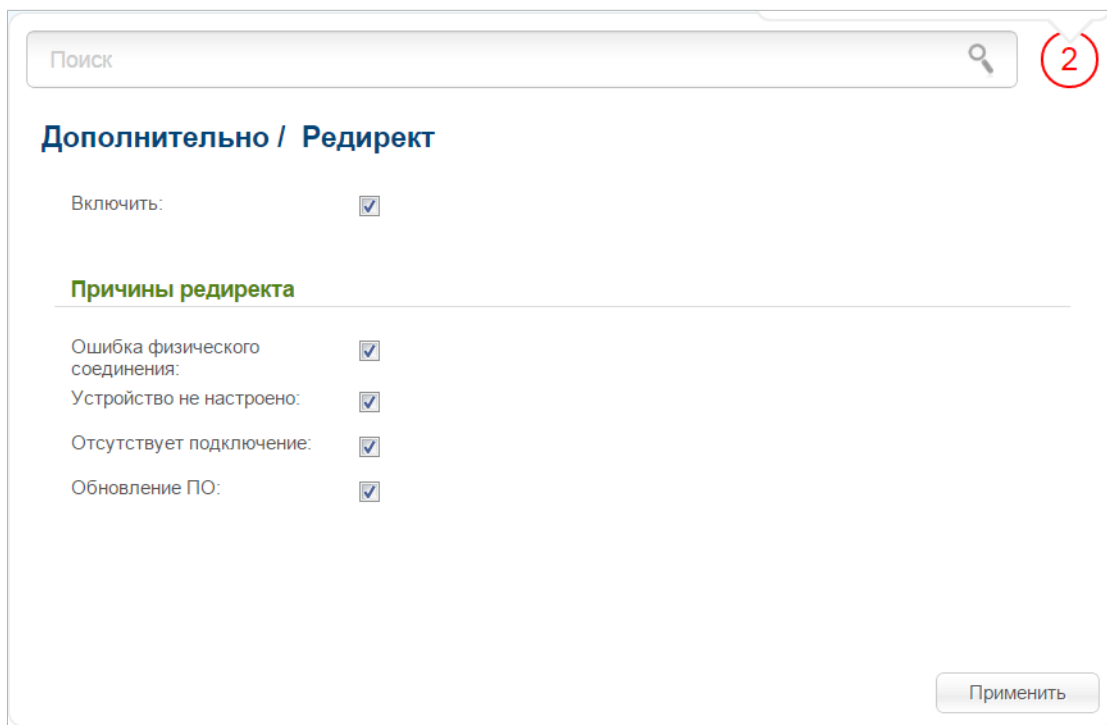 Поиск
2
Дополнительно / Редирект
Включить:
Причины редиректа
Ошибка физического
соединения:
Устройство не настроено:
Отсутствует подключение:
Обновление ПО:
Применить